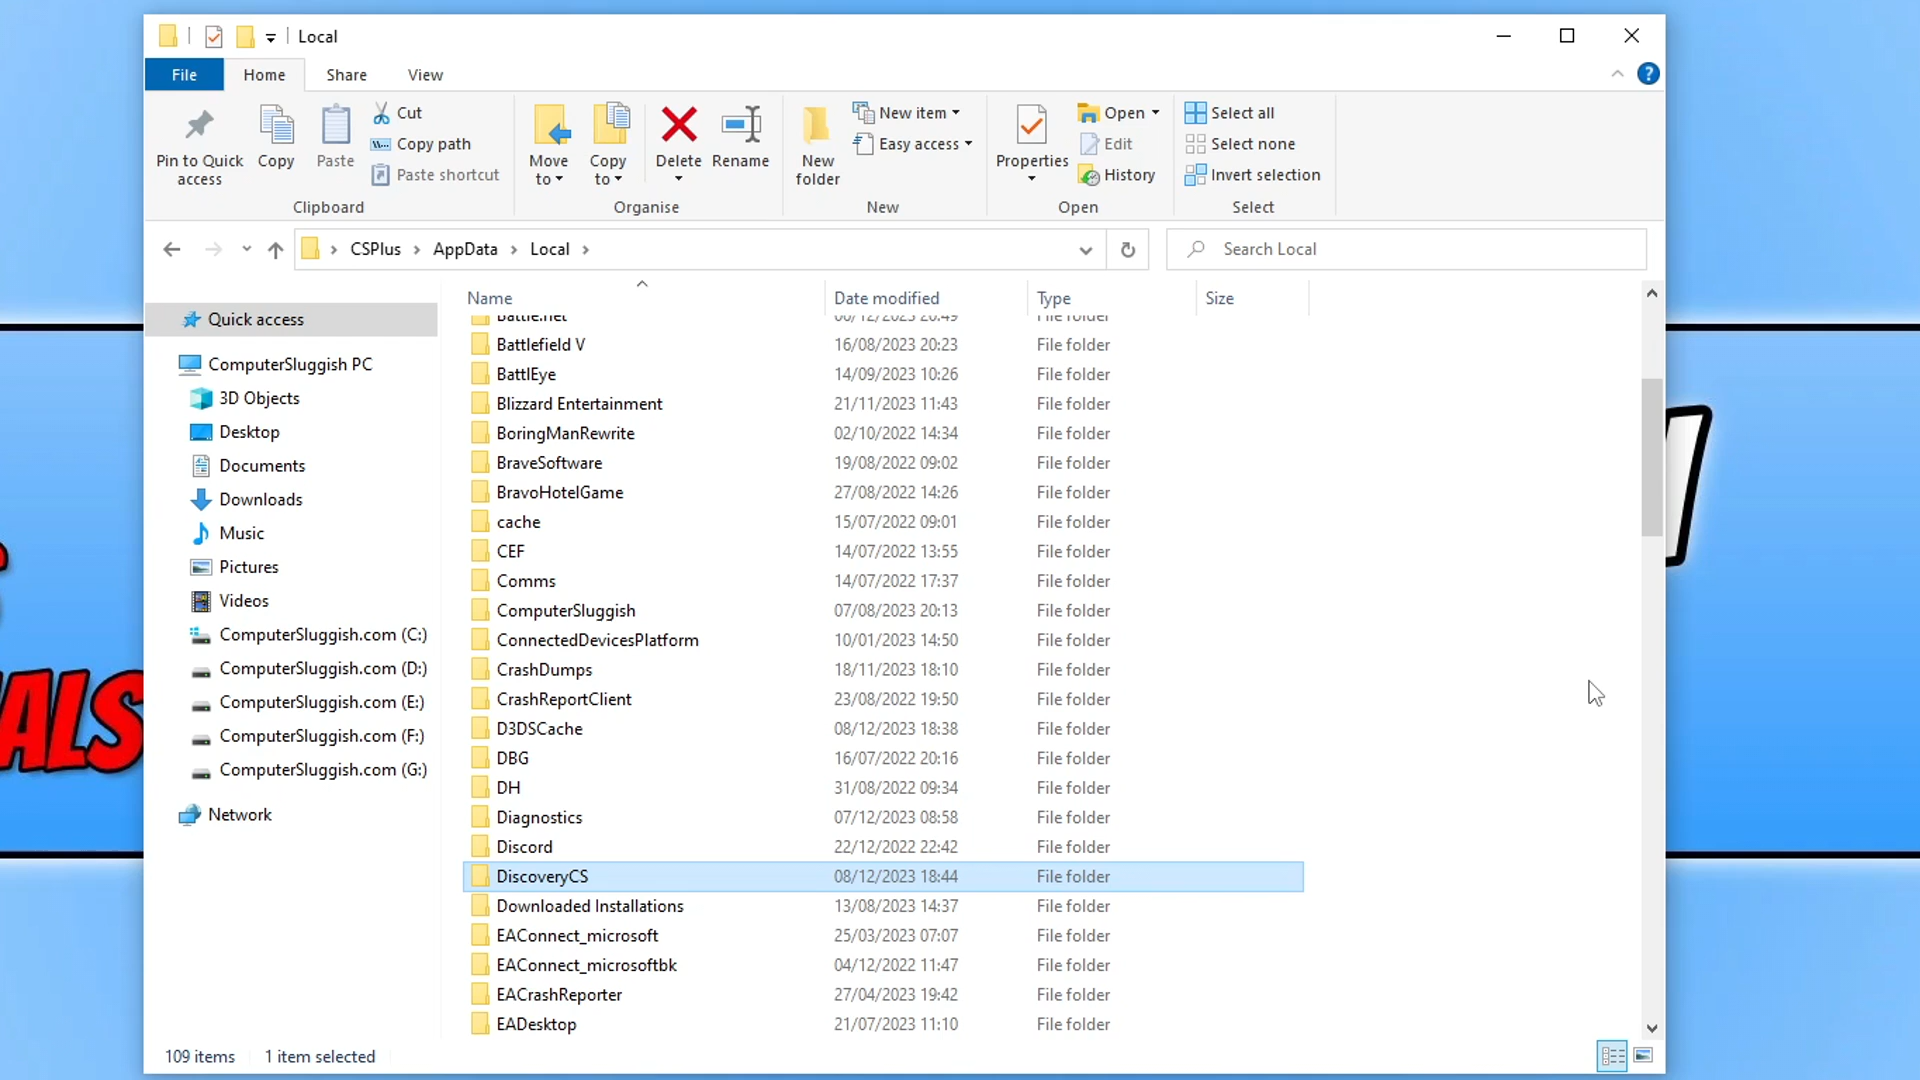 Local
File Home Share View
Pin to Quick access
Copy
Paste
Cut
Copy path
Paste shortcut
Clipboard
Move to
Copy to
Delete
Rename
Organise
New folder
New item
Easy access
New
Properties
Open
Edit
History
Open
Select all
Select none
Invert selection
Select
CSPlus AppData Local
Search Local
Quick access
ComputerSluggish PC
3D Objects
Desktop
Documents
Downloads
Music
Pictures
Videos
ComputerSluggish.com (C:)
ComputerSluggish.com (D:)
ComputerSluggish.com (E:)
ComputerSluggish.com (F:)
ComputerSluggish.com (G:)
Network
Name Date modified Type Size
Battle.net 06/12/2023 20:49 File folder
Battlefield V 16/08/2023 20:23 File folder
BattlEye 14/09/2023 10:26 File folder
Blizzard Entertainment 21/11/2023 11:43 File folder
BoringManRewrite 02/10/2022 14:34 File folder
BraveSoftware 19/08/2022 09:02 File folder
BravoHotelGame 27/08/2022 14:26 File folder
cache 15/07/2022 09:01 File folder
CEF 14/07/2022 13:55 File folder
Comms 14/07/2022 17:37 File folder
ComputerSluggish 07/08/2023 20:13 File folder
ConnectedDevicesPlatform 10/01/2023 14:50 File folder
CrashDumps 18/11/2023 18:10 File folder
CrashReportClient 23/08/2022 19:50 File folder
D3DSCache 08/12/2023 18:38 File folder
DBG 16/07/2022 20:16 File folder
DH 31/08/2022 09:34 File folder
Diagnostics 07/12/2023 08:58 File folder
Discord 22/12/2022 22:42 File folder
DiscoveryCS 08/12/2023 18:44 File folder
Downloaded Installations 13/08/2023 14:37 File folder
EAConnect_microsoft 25/03/2023 07:07 File folder
EAConnect_microsoftbk 04/12/2022 11:47 File folder
EACrashReporter 27/04/2023 19:42 File folder
EADesktop 21/07/2023 11:10 File folder
109 items 1 item selected
ALS